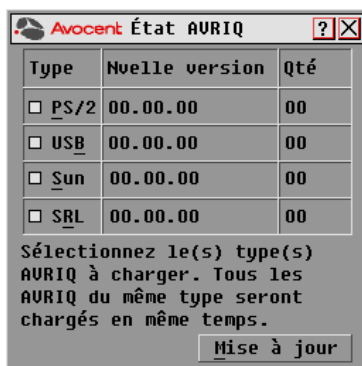 Avocent État AVRIQ ? X
Type Nvelle version Qté
PS/2 00.00.00 00
USB 00.00.00 00
Sun 00.00.00 00
SRL 00.00.00 00
Sélectionnez le(s) type(s)
AVRIQ à charger. Tous les
AVRIQ du même type seront
chargés en même temps.
Mise à jour